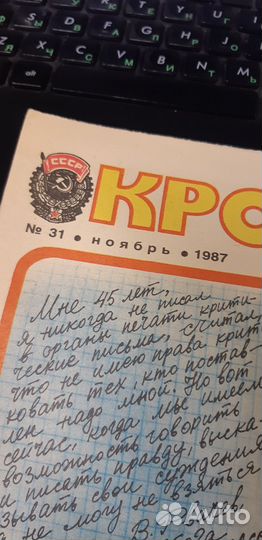 СССР
КРО
№ 31 • ноябрь • 1987
Мне 45 лет,
я никогда не писал
в органы печати крити-
ческие письма, считал,
что не имею права крит
ковать тех, кто постав-
лен надо мной. Но вот
сейчас, когда мы имеем
возможность говорить
и писать правду, выска-
зывать свои суждения
а не могу не взяться
В.
Avito